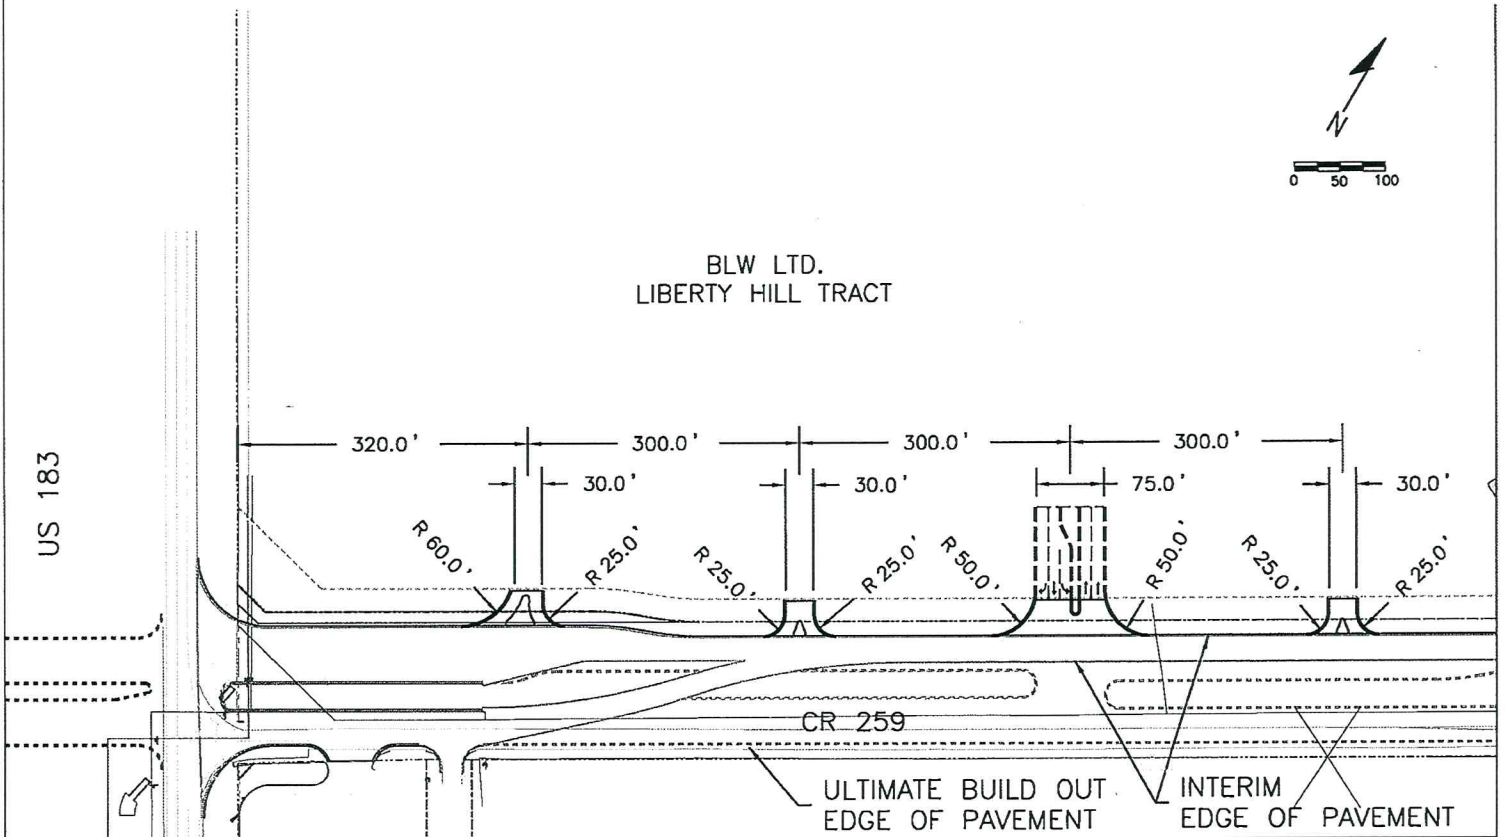 N
0 50 100
BLW LTD.
LIBERTY HILL TRACT
320.0' 300.0' 300.0' 300.0'
30.0' 30.0' 75.0' 30.0'
US 183
R 60.0' R 25.0' R 25.0' R 25.0' R 50.0' R 50.0' R 25.0' R 25.0'
CR 259
ULTIMATE BUILD OUT
EDGE OF PAVEMENT
INTERIM
EDGE OF PAVEMENT